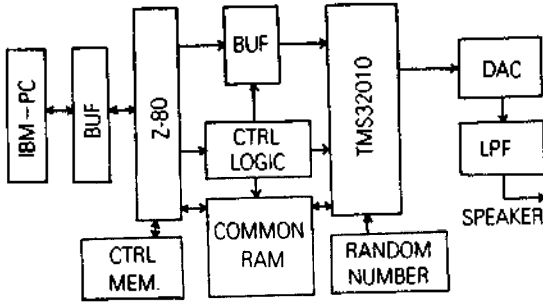 IBM-PC
BUF
Z-80
BUF
CTRL
LOGIC
COMMON
RAM
CTRL
MEM.
TMS32010
RANDOM
NUMBER
DAC
LPF
SPEAKER